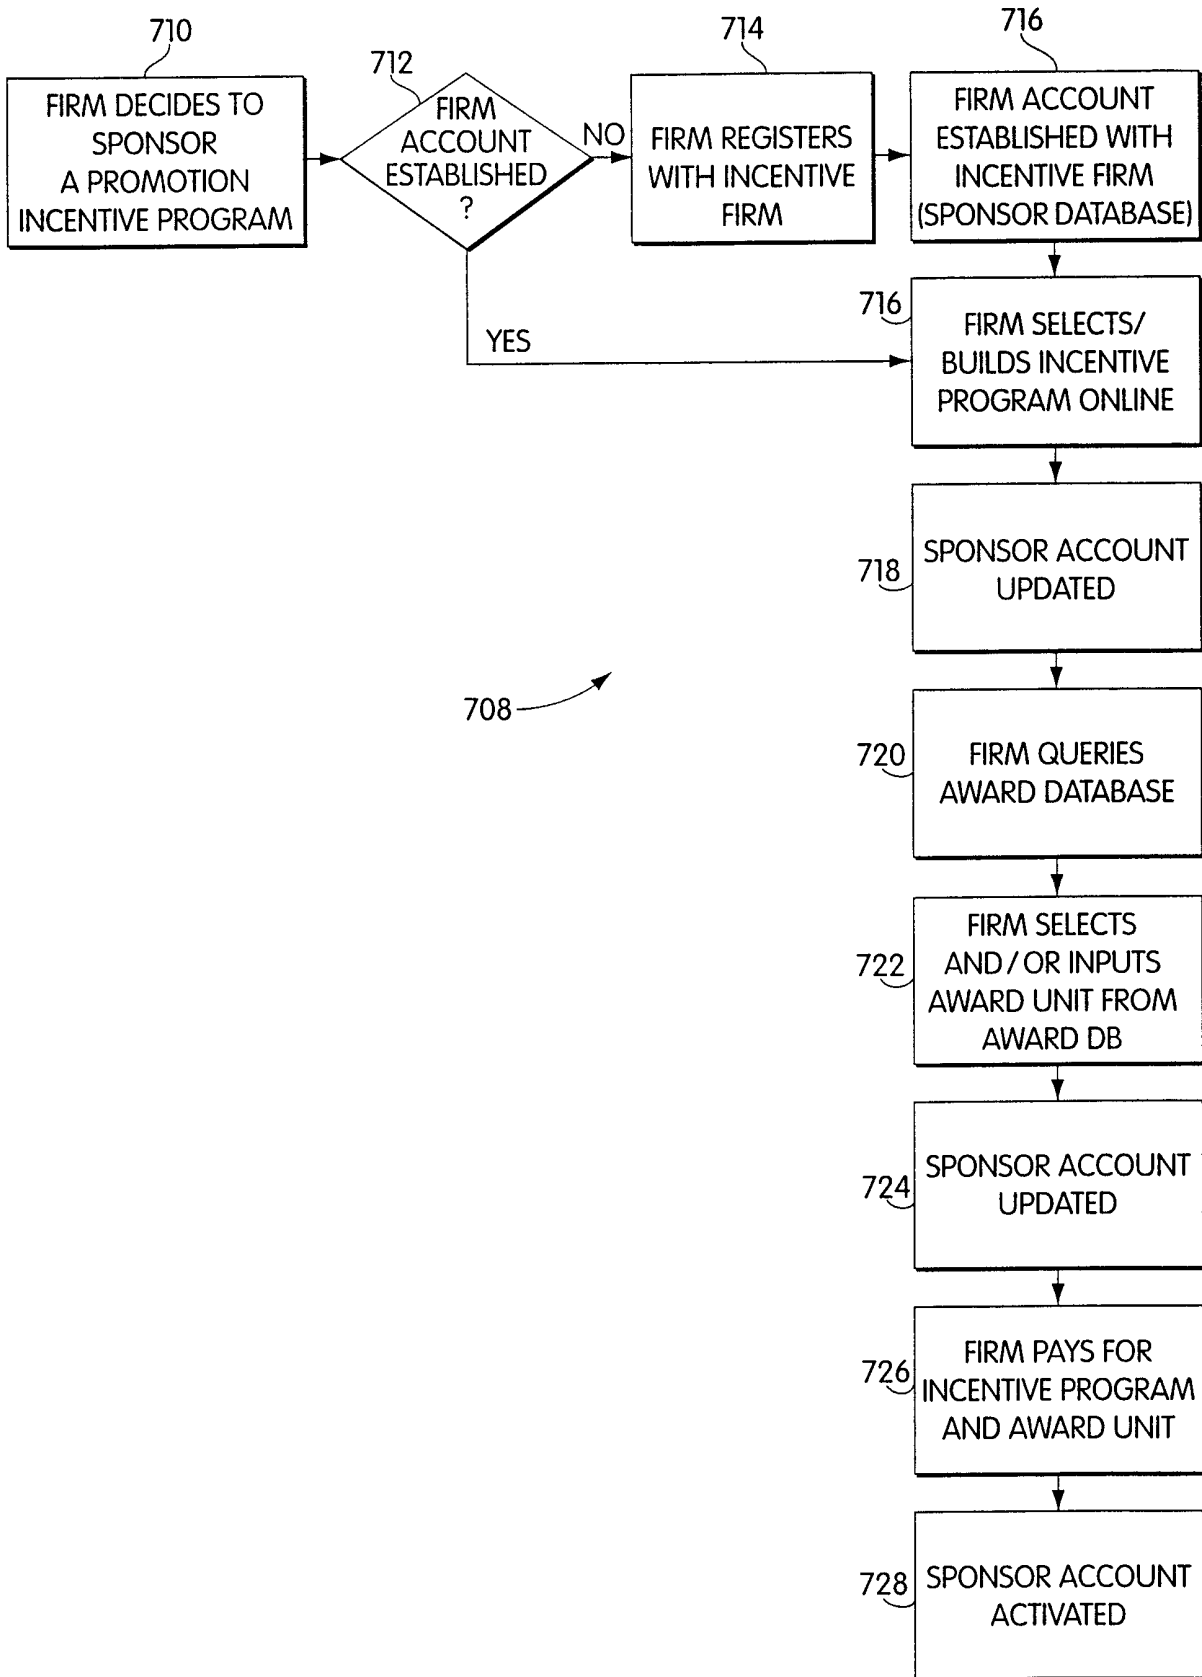 710
FIRM DECIDES TO
SPONSOR
A PROMOTION
INCENTIVE PROGRAM
712
FIRM
ACCOUNT
ESTABLISHED
?
NO
714
FIRM REGISTERS
WITH INCENTIVE
FIRM
716
FIRM ACCOUNT
ESTABLISHED WITH
INCENTIVE FIRM
(SPONSOR DATABASE)
YES
716
FIRM SELECTS/
BUILDS INCENTIVE
PROGRAM ONLINE
718
SPONSOR ACCOUNT
UPDATED
708
720
FIRM QUERIES
AWARD DATABASE
722
FIRM SELECTS
AND/OR INPUTS
AWARD UNIT FROM
AWARD DB
724
SPONSOR ACCOUNT
UPDATED
726
FIRM PAYS FOR
INCENTIVE PROGRAM
AND AWARD UNIT
728
SPONSOR ACCOUNT
ACTIVATED